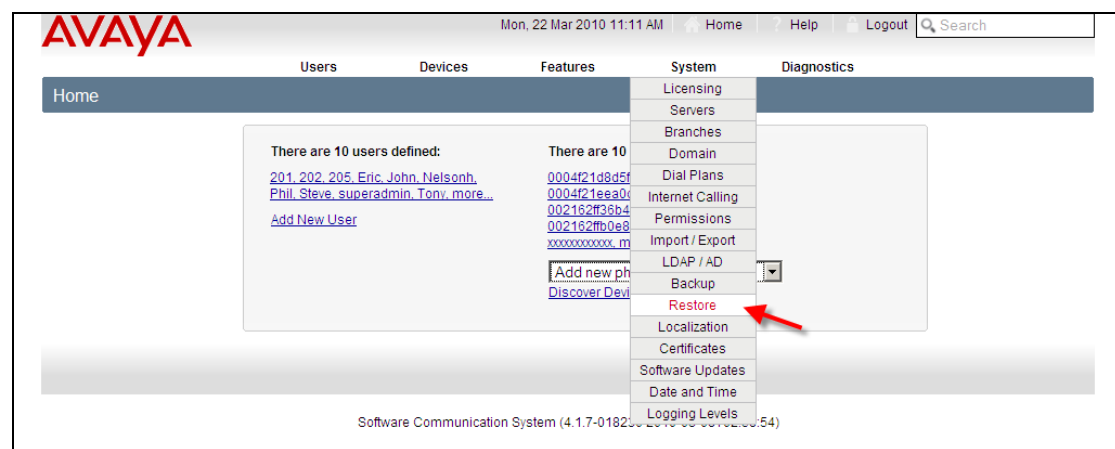 AVAYA
Mon, 22 Mar 2010 11:11 AM Home ? Help Logout Search
Users Devices Features System Diagnostics
Home
Licensing
Servers
Branches
Domain
Dial Plans
Internet Calling
Permissions
Import / Export
LDAP / AD
Backup
Restore
Localization
Certificates
Software Updates
Date and Time
Logging Levels
There are 10 users defined:
201, 202, 205, Eric, John, Nelsonh,
Phil, Steve, superadmin, Tony, more...
Add New User
There are 10
0004f21d8d5f
0004f21eea0
002162ff36b4
002162ffb0e8
xxxxxxxxxxxx, m
Add new ph
Discover Devi
Software Communication System (4.1.7-01823 :54)